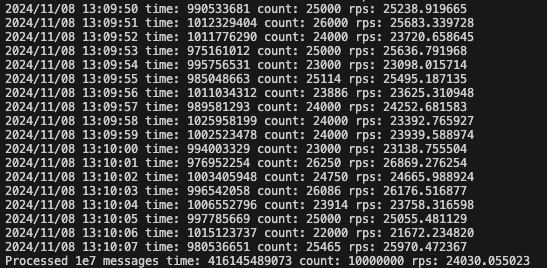 2024/11/08 13:09:50 time: 990533681 count: 25000 rps: 25238.919665
2024/11/08 13:09:51 time: 1012329404 count: 26000 rps: 25683.339728
2024/11/08 13:09:52 time: 1011776290 count: 24000 rps: 23720.658645
2024/11/08 13:09:53 time: 975161012 count: 25000 rps: 25636.791968
2024/11/08 13:09:54 time: 995756531 count: 23000 rps: 23098.015714
2024/11/08 13:09:55 time: 985048663 count: 25114 rps: 25495.187135
2024/11/08 13:09:56 time: 1011034312 count: 23886 rps: 23625.310948
2024/11/08 13:09:57 time: 989581293 count: 24000 rps: 24252.681583
2024/11/08 13:09:58 time: 1025958199 count: 24000 rps: 23392.765927
2024/11/08 13:09:59 time: 1002523478 count: 24000 rps: 23939.588974
2024/11/08 13:10:00 time: 994003329 count: 23000 rps: 23138.755504
2024/11/08 13:10:01 time: 976952254 count: 26250 rps: 26869.276254
2024/11/08 13:10:02 time: 1003405948 count: 24750 rps: 24665.988924
2024/11/08 13:10:03 time: 996542058 count: 26086 rps: 26176.516877
2024/11/08 13:10:04 time: 1006552796 count: 23914 rps: 23758.316598
2024/11/08 13:10:05 time: 997785669 count: 25000 rps: 25055.481129
2024/11/08 13:10:06 time: 1015123737 count: 22000 rps: 21672.234820
2024/11/08 13:10:07 time: 980536651 count: 25465 rps: 25970.472367
Processed 1e7 messages time: 416145489073 count: 10000000 rps: 24030.055023